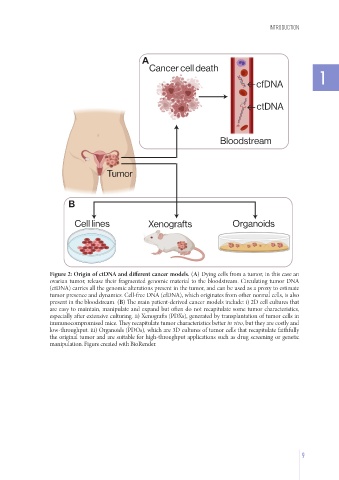 INTRODUCTION
1
A
Cancer cell death
cfDNA
ctDNA
Bloodstream
Tumor
B
Cell lines
Xenografts
Organoids
Figure 2: Origin of ctDNA and different cancer models. (A) Dying cells from a tumor, in this case an
ovarian tumor, release their fragmented genomic material to the bloodstream. Circulating tumor DNA
(ctDNA) carries all the genomic alterations present in the tumor, and can be used as a proxy to estimate
tumor presence and dynamics. Cell-free DNA (cfDNA), which originates from other normal cells, is also
present in the bloodstream. (B) The main patient-derived cancer models include: i) 2D cell cultures that
are easy to maintain, manipulate and expand but often do not recapitulate some tumor characteristics,
especially after extensive culturing. ii) Xenografts (PDXs), generated by transplantation of tumor cells in
immunocompromised mice. They recapitulate tumor characteristics better in vivo, but they are costly and
low-throughput. iii) Organoids (PDOs), which are 3D cultures of tumor cells that recapitulate faithfully
the original tumor and are suitable for high-throughput applications such as drug screening or genetic
manipulation. Figure created with BioRender.
9